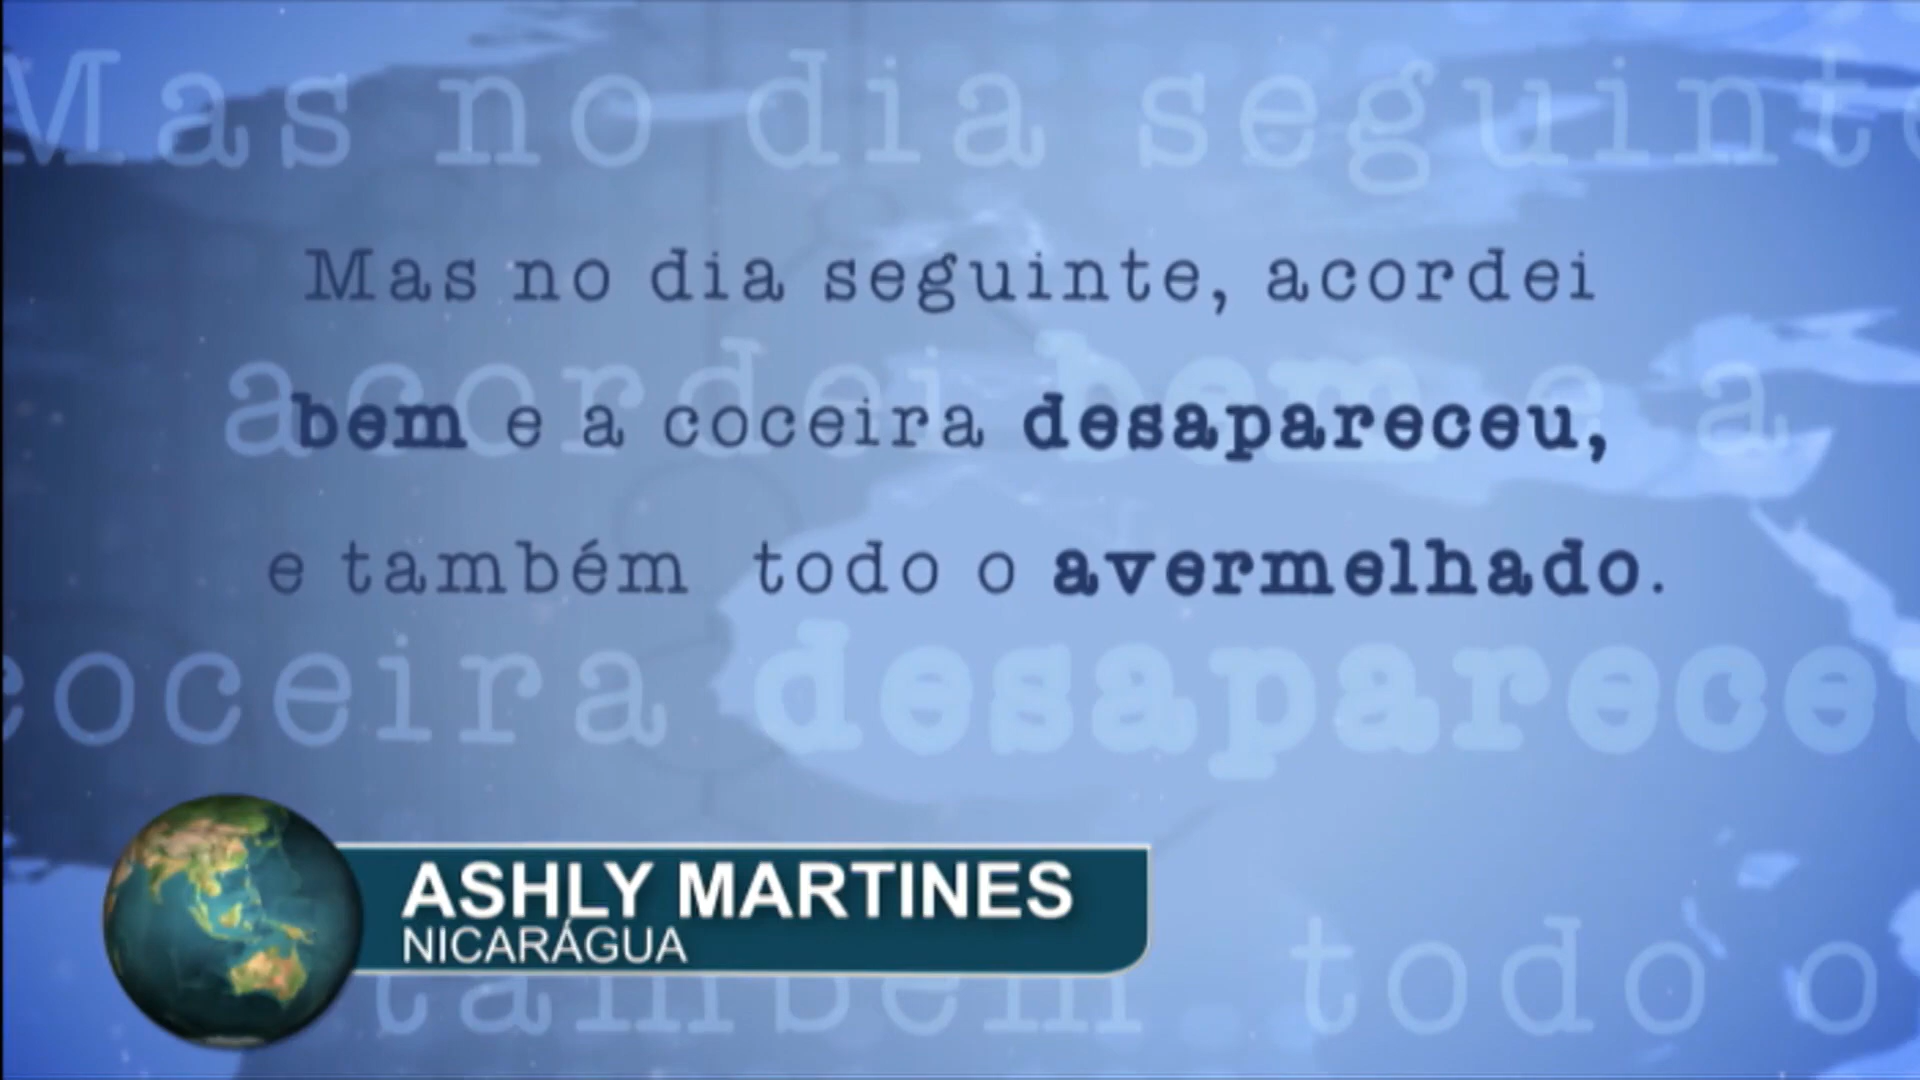 Mas no dia seguinte
Mas no dia seguinte, acordei
acordei bem e a
bem e a coceira desapareceu,
e também todo o avermelhado.
coceira desapareceu
ASHLY MARTINES
NICARÁGUA
também todo o